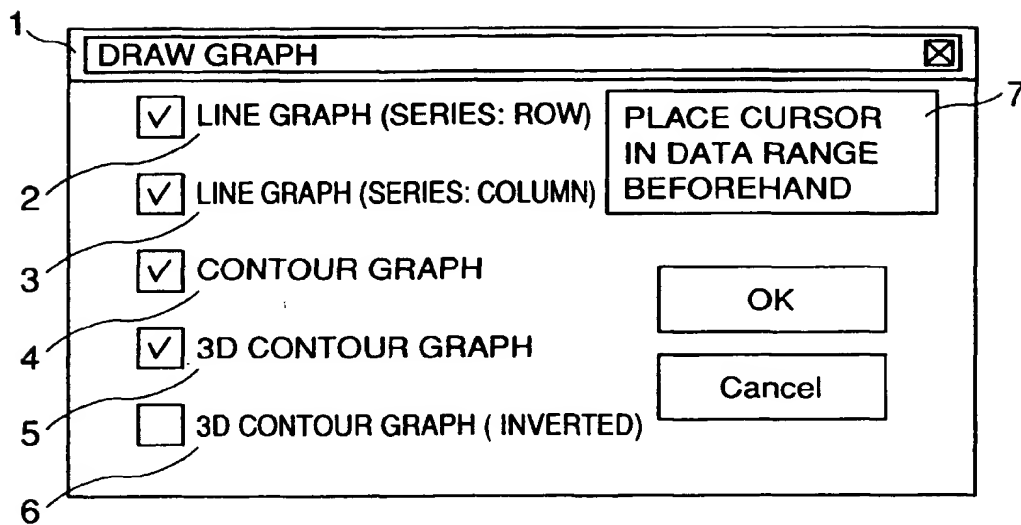 1
DRAW GRAPH
LINE GRAPH (SERIES: ROW)
PLACE CURSOR
IN DATA RANGE
BEFOREHAND
7
2
LINE GRAPH (SERIES: COLUMN)
3
CONTOUR GRAPH
OK
4
3D CONTOUR GRAPH
Cancel
5
3D CONTOUR GRAPH ( INVERTED)
6